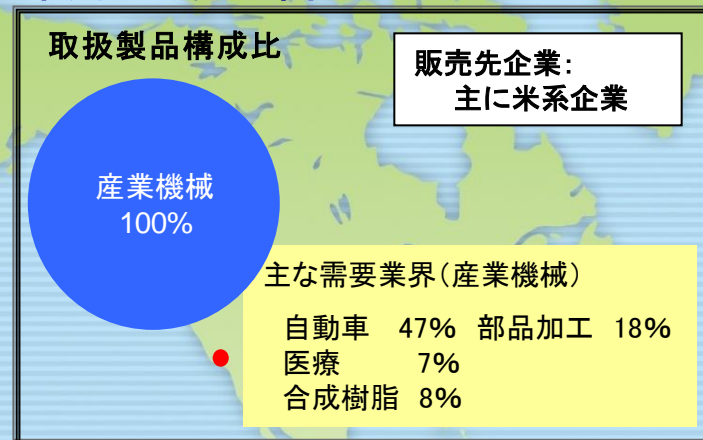 取扱製品構成比
販売先企業:
主に米系企業
産業機械
100%
主な需要業界(産業機械)
自動車 47% 部品加工 18%
医療 7%
合成樹脂 8%